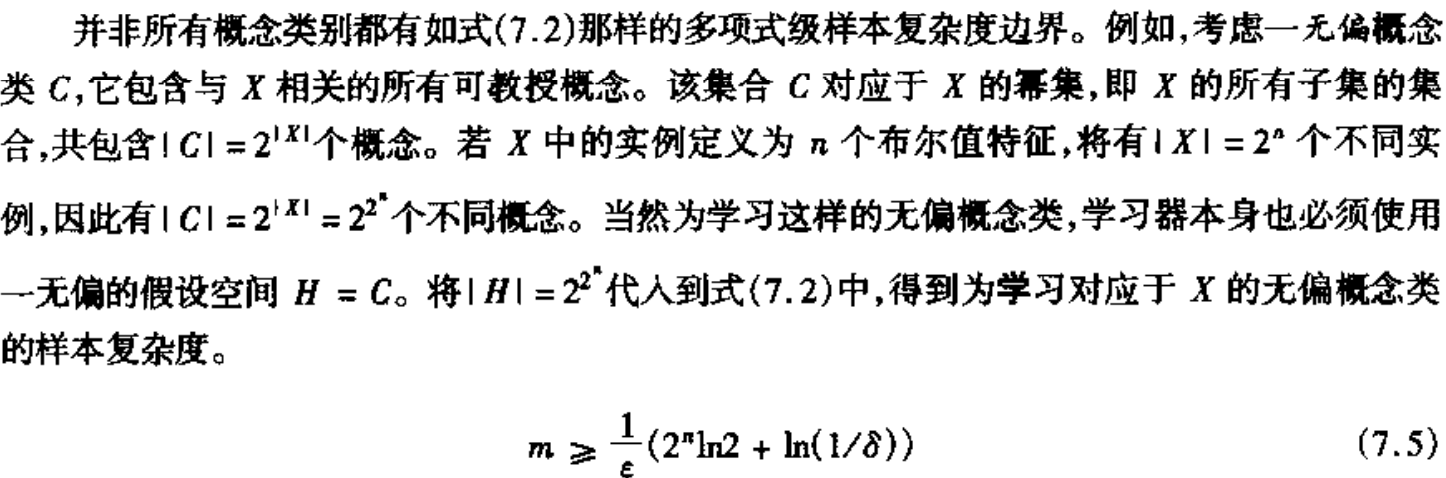 并非所有概念类别都有如式(7.2)那样的多项式级样本复杂度边界。例如,考虑一无偏概念
类 C,它包含与 X 相关的所有可教授概念。该集合 C 对应于 X 的幂集,即 X 的所有子集的集
合,共包含|C| = 2^|X|个概念。若 X 中的实例定义为 n 个布尔值特征,将有|X| = 2^n 个不同实
例,因此有|C| = 2^|X| = 2^2^n个不同概念。当然为学习这样的无偏概念类,学习器本身也必须使用
一无偏的假设空间 H = C。将|H| = 2^2^n代入到式(7.2)中,得到为学习对应于 X 的无偏概念类
的样本复杂度。
m ≥ 1/ε (2^n ln2 + ln(1/δ)) (7.5)